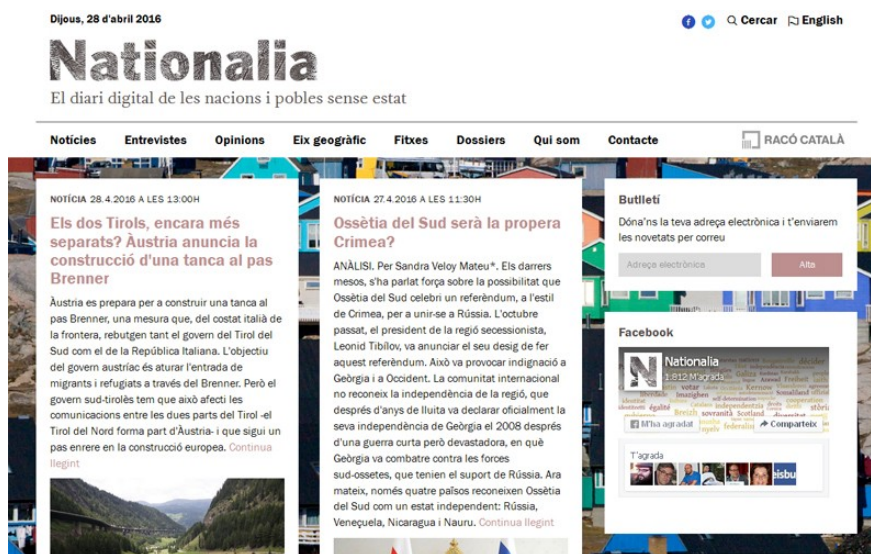 Dijous, 28 d'abril 2016
Cercar
English
Nationalia
El diari digital de les nacions i pobles sense estat
Notícies
Entrevistes
Opinions
Eix geogràfic
Fitxes
Dossiers
Qui som
Contacte
RACÓ CATALÀ
NOTÍCIA 28.4.2016 A LES 13:00H
Els dos Tirols, encara més
separats? Àustria anuncia la
construcció d'una tanca al pas
Brenner
Àustria es prepara per a construir una tanca al
pas Brenner, una mesura que, del costat italià de
la frontera, rebutgen tant el govern del Tirol del
Sud com el de la República Italiana. L'objectiu
del govern austríac és aturar l'entrada de
migrants i refugiats a través del Brenner. Però el
govern sud-tirolès tem que això afecti les
comunicacions entre les dues parts del Tirol -el
Tirol del Nord forma part d'Àustria- i que sigui un
pas enrere en la construcció europea. Continua
llegint
NOTÍCIA 27.4.2016 A LES 11:30H
Ossètia del Sud serà la propera
Crimea?
ANÀLISI. Per Sandra Veloy Mateu*. Els darrers
mesos, s'ha parlat força sobre la possibilitat que
Ossètia del Sud celebri un referèndum, a l'estil
de Crimea, per a unir-se a Rússia. L'octubre
passat, el president de la regió secessionista,
Leonid Tibílov, va anunciar el seu desig de fer
aquest referèndum. Això va provocar indignació a
Geòrgia i a Occident. La comunitat internacional
no reconeix la independència de la regió, que
després d'anys de lluita va declarar oficialment la
seva independència de Geòrgia el 2008 després
d'una guerra curta però devastadora, en què
Geòrgia va combatre contra les forces
sud-ossetes, que tenien el suport de Rússia. Ara
mateix, només quatre països reconeixen Ossètia
del Sud com un estat independent: Rússia,
Veneçuela, Nicaragua i Nauru. Continua llegint
Butlletí
Dóna'ns la teva adreça electrònica i t'enviarem
les novetats per correu
Adreça electrònica
Alta
Facebook
Nationalia
1.812 M'agrada
M'ha agradat
Comparteix
T'agrada